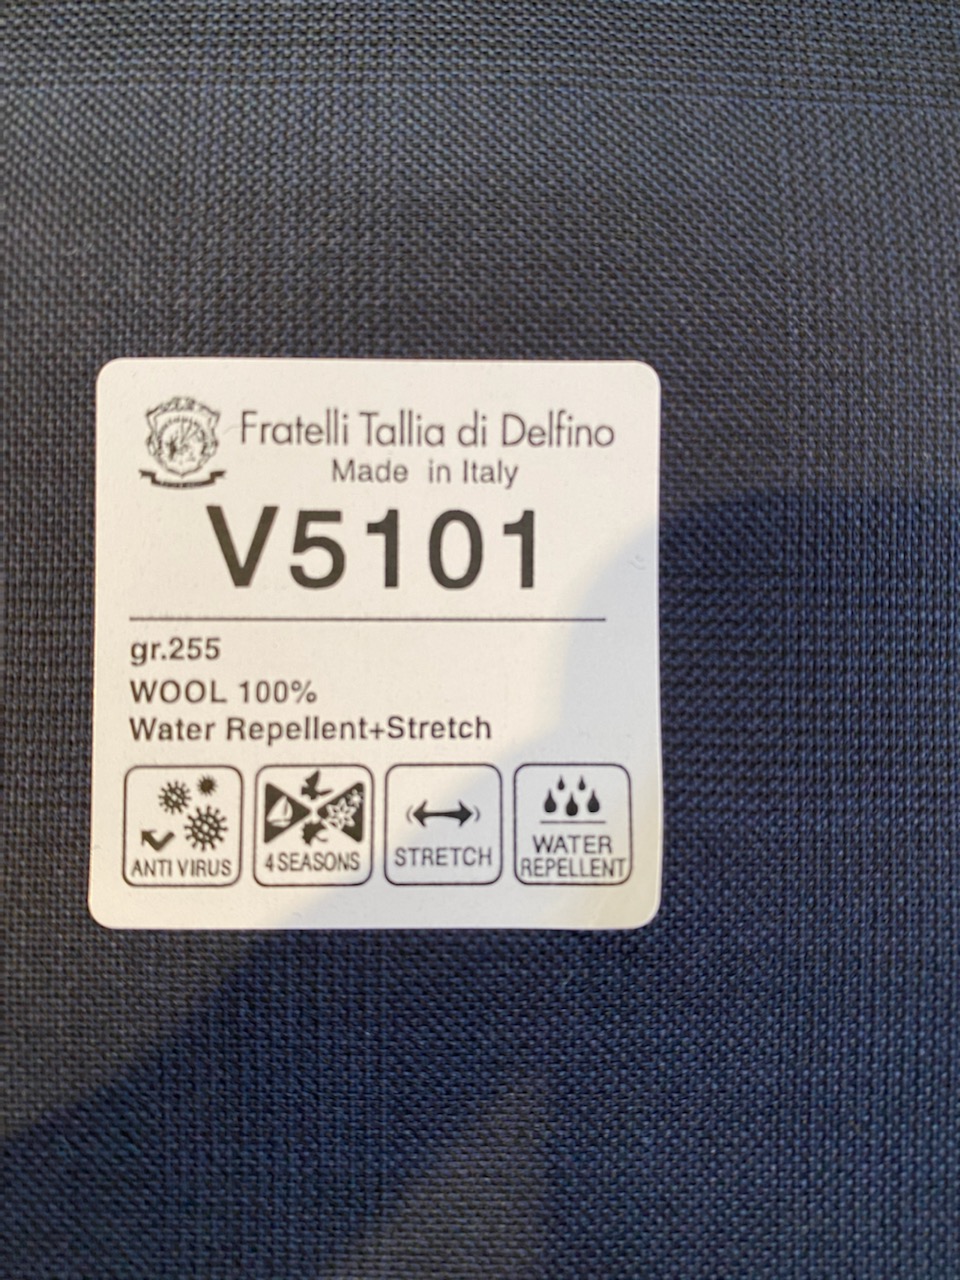 Fratelli Tallia di Delfino
Made in Italy
V5101
gr.255
WOOL 100%
Water Repellent+Stretch
ANTI VIRUS
4 SEASONS
STRETCH
WATER
REPELLENT